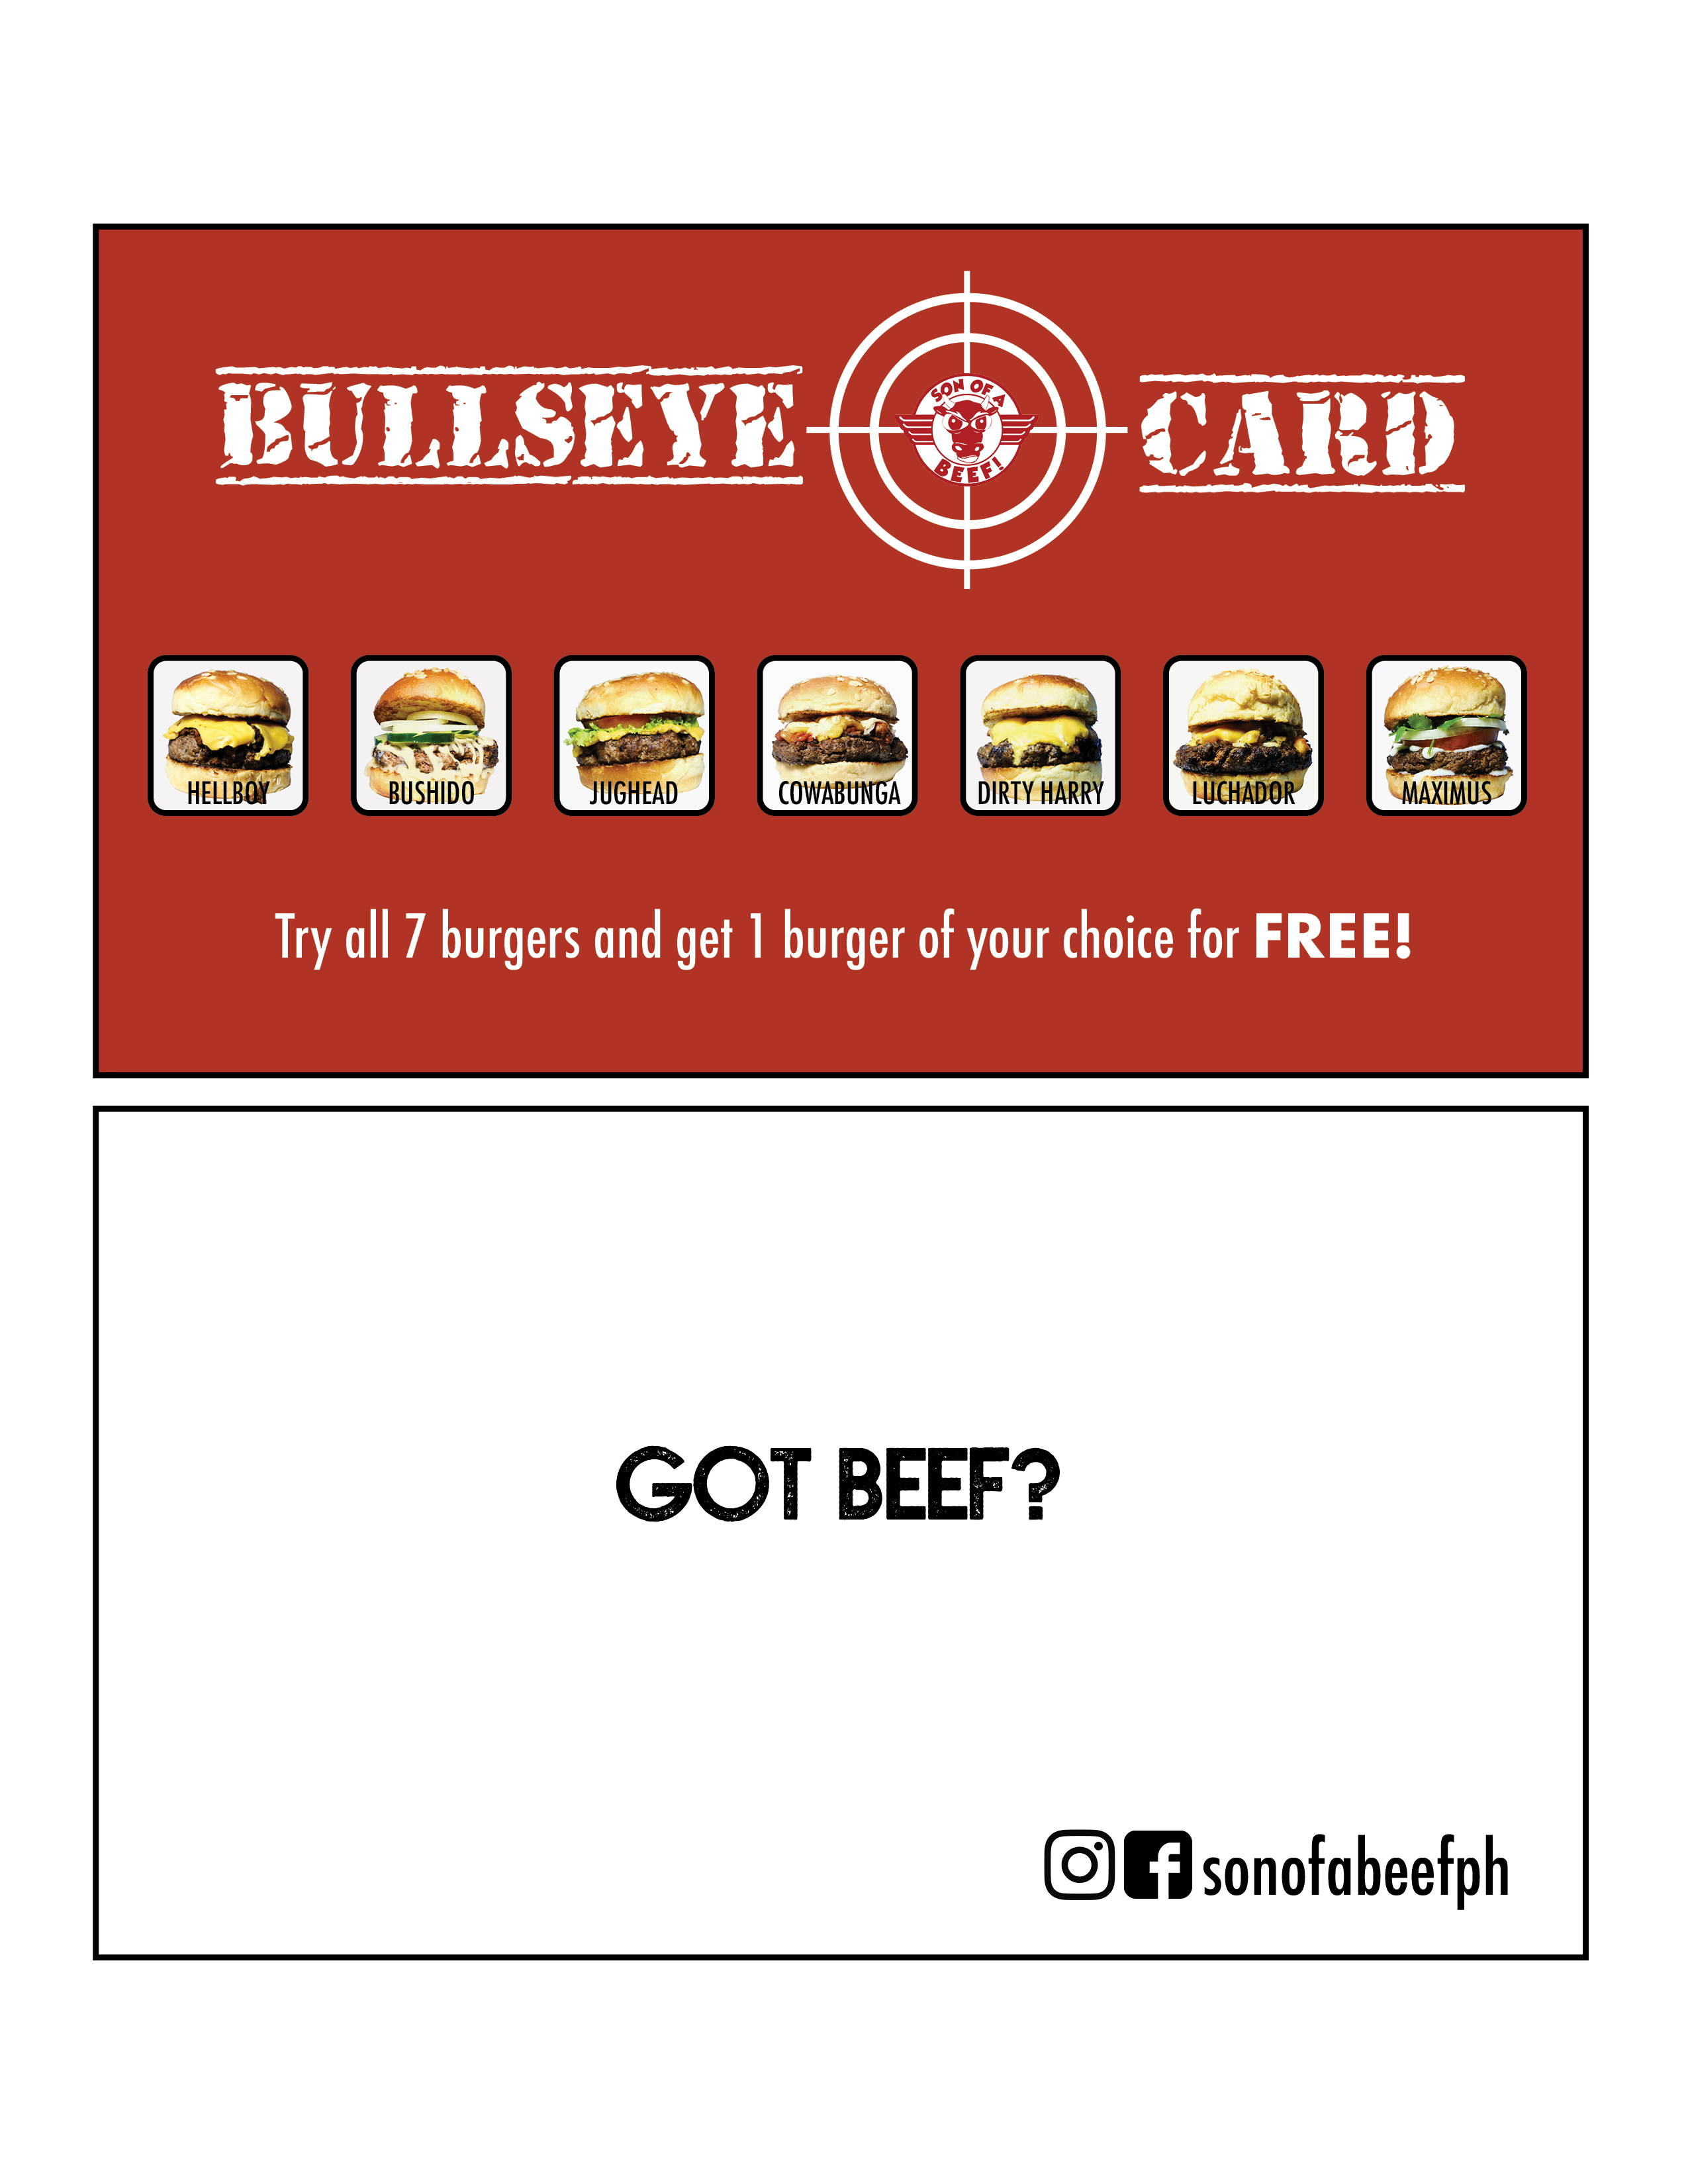 BULLSEYE CARD
SON OF A
BEEF!
HELLBOY BUSHIDO JUGHEAD COWABUNGA DIRTY HARRY LUCHADOR MAXIMUS
Try all 7 burgers and get 1 burger of your choice for FREE!
GOT BEEF?
sonofabeefph